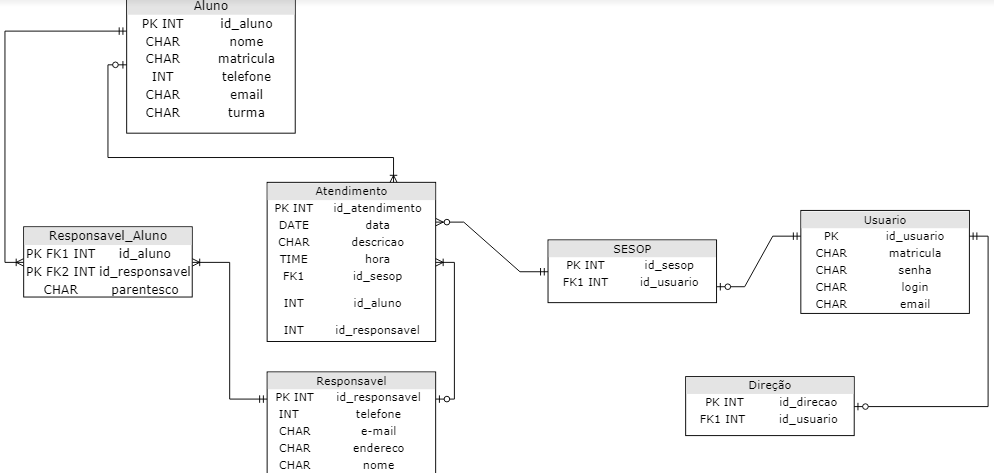 Aluno
PK INT id_aluno
CHAR nome
CHAR matricula
INT telefone
CHAR email
CHAR turma
Atendimento
PK INT id_atendimento
DATE data
CHAR descricao
TIME hora
FK1 id_sesop
INT id_aluno
INT id_responsavel
Responsavel_Aluno
PK FK1 INT id_aluno
PK FK2 INT id_responsavel
CHAR parentesco
SESOP
PK INT id_sesop
FK1 INT id_usuario
Usuario
PK id_usuario
CHAR matricula
CHAR senha
CHAR login
CHAR email
Responsavel
PK INT id_responsavel
INT telefone
CHAR e-mail
CHAR endereco
CHAR nome
Direção
PK INT id_direcao
FK1 INT id_usuario